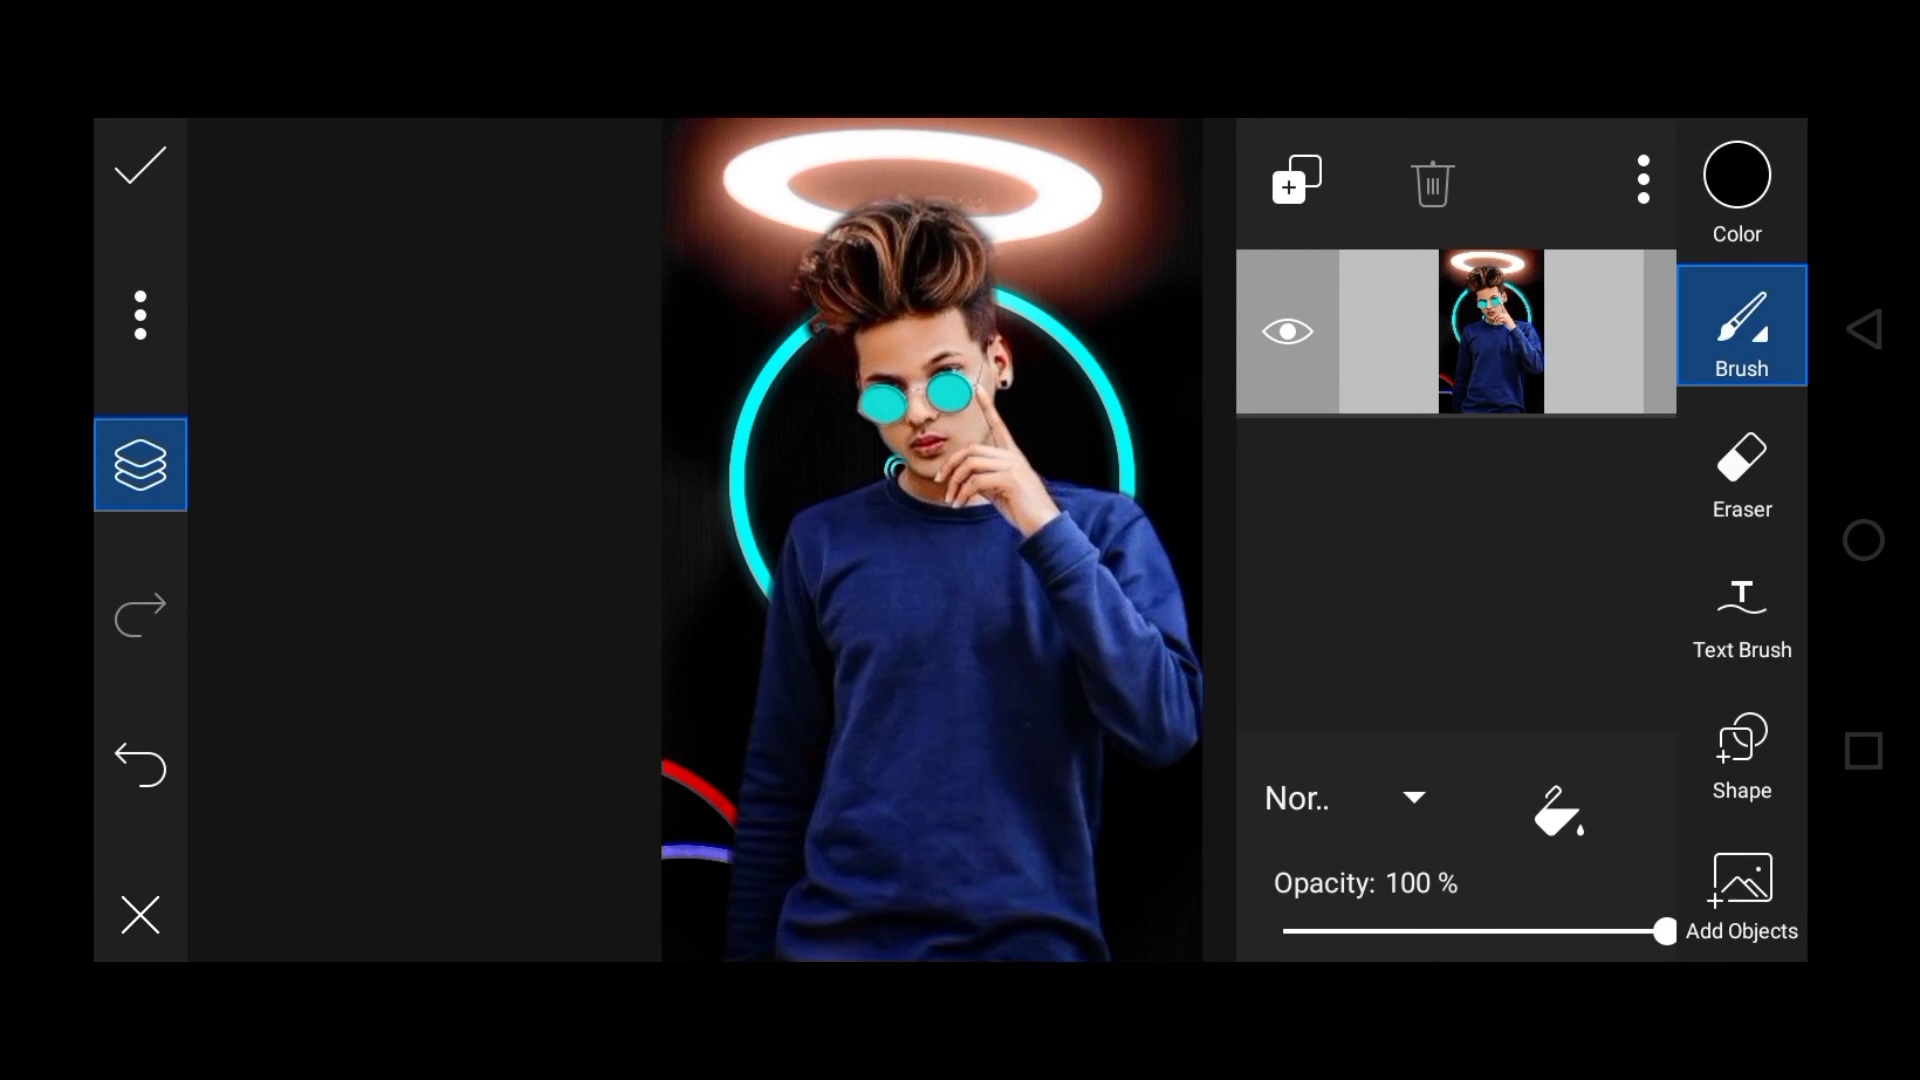 Color
Brush
Eraser
Text Brush
Shape
Add Objects
Nor..
Opacity: 100 %